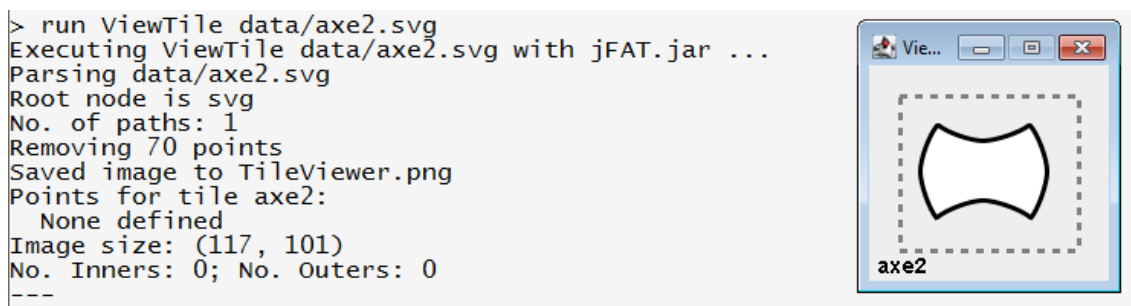 > run ViewTile data/axe2.svg
Executing ViewTile data/axe2.svg with jFAT.jar ...
Parsing data/axe2.svg
Root node is svg
No. of paths: 1
Removing 70 points
Saved image to TileViewer.png
Points for tile axe2:
  None defined
Image size: (117, 101)
No. Inners: 0; No. Outers: 0
---
Vie...
axe2